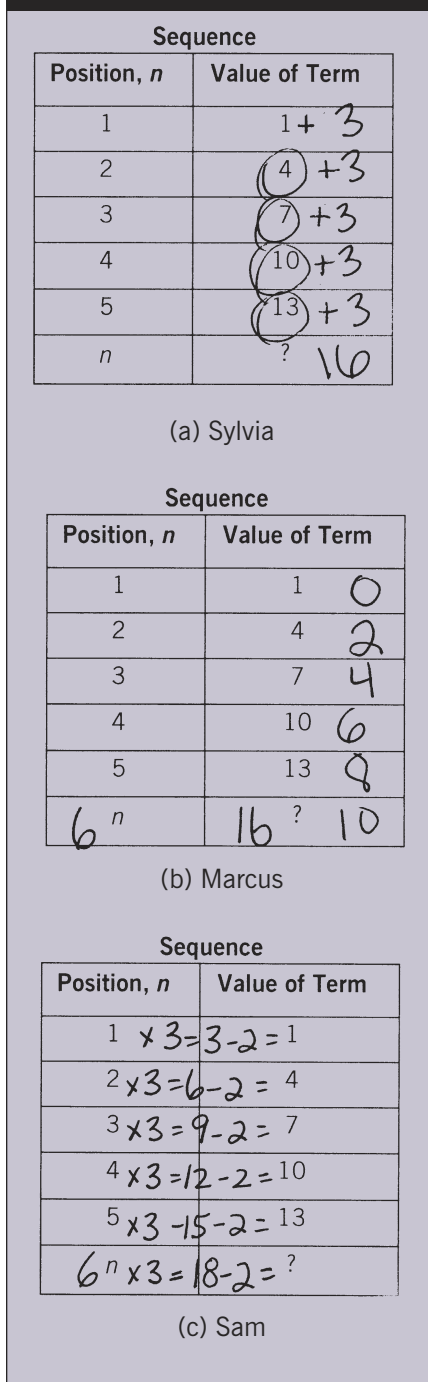 Sequence
Position, n Value of Term
1 1 + 3
2 4 + 3
3 7 + 3
4 10 + 3
5 13 + 3
n ? 16
(a) Sylvia
Sequence
Position, n Value of Term
1 1 0
2 4 2
3 7 4
4 10 6
5 13 8
6 n 16 ? 10
(b) Marcus
Sequence
Position, n Value of Term
1 × 3 = 3 - 2 = 1
2 × 3 = 6 - 2 = 4
3 × 3 = 9 - 2 = 7
4 × 3 = 12 - 2 = 10
5 × 3 - 15 - 2 = 13
6 n × 3 = 18 - 2 = ?
(c) Sam